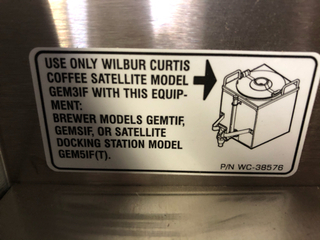 USE ONLY WILBUR CURTIS
COFFEE SATELLITE MODEL
GEM3IF WITH THIS EQUIP-
MENT:
BREWER MODELS GEMTIF,
GEMSIF, OR SATELLITE
DOCKING STATION MODEL
GEM5IF(T).
P/N WC-38576